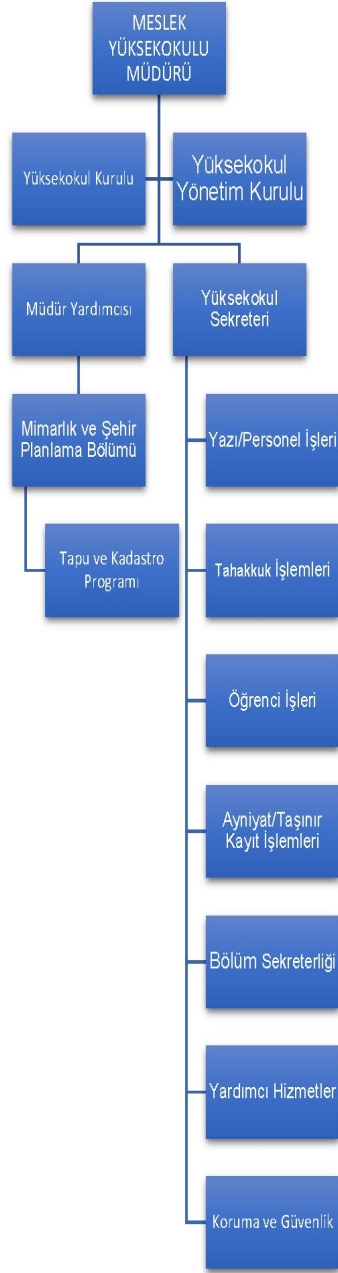 MESLEK
YÜKSEKOKULU
MÜDÜRÜ
Yüksekokul Kurulu
Yüksekokul
Yönetim Kurulu
Müdür Yardımcısı
Yüksekokul
Sekreteri
Mimarlık ve Şehir
Planlama Bölümü
Tapu ve Kadastro
Programı
Yazı/Personel İşleri
Tahakkuk İşlemleri
Öğrenci İşleri
Ayniyat/Taşınır
Kayıt İşlemleri
Bölüm Sekreterliği
Yardımcı Hizmetler
Koruma ve Güvenlik